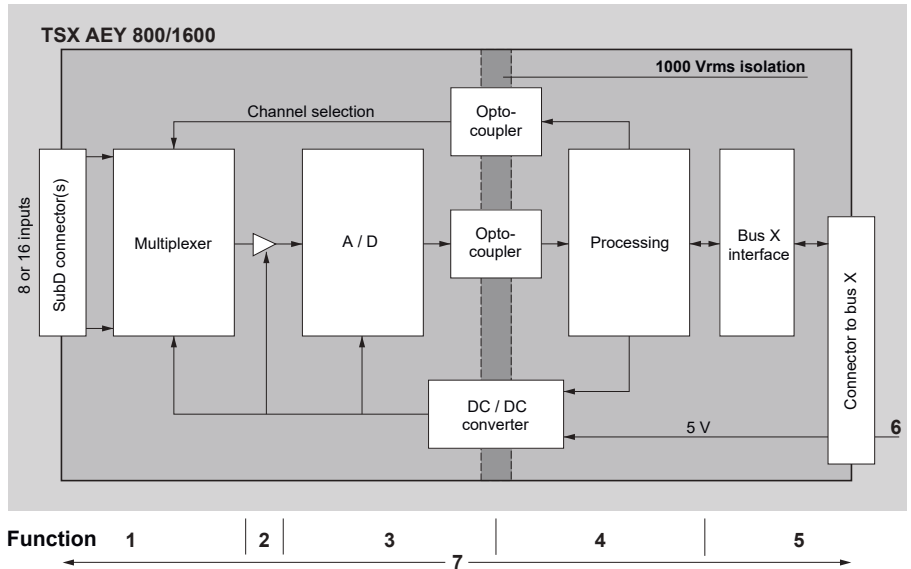 TSX AEY 800/1600
1000 Vrms isolation
Channel selection
Opto-
coupler
8 or 16 inputs
SubD connector(s)
Multiplexer
A / D
Opto-
coupler
Processing
Bus X
interface
Connector to bus X
DC / DC
converter
5 V
6
Function 1 2 3 4 5
7